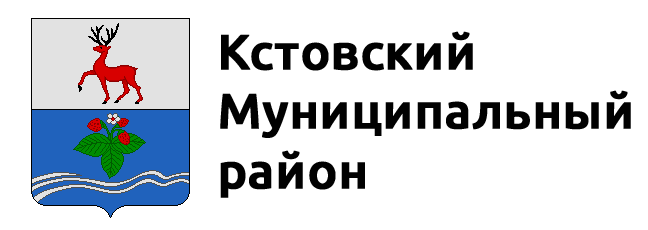 Кстовский
Муниципальный
район